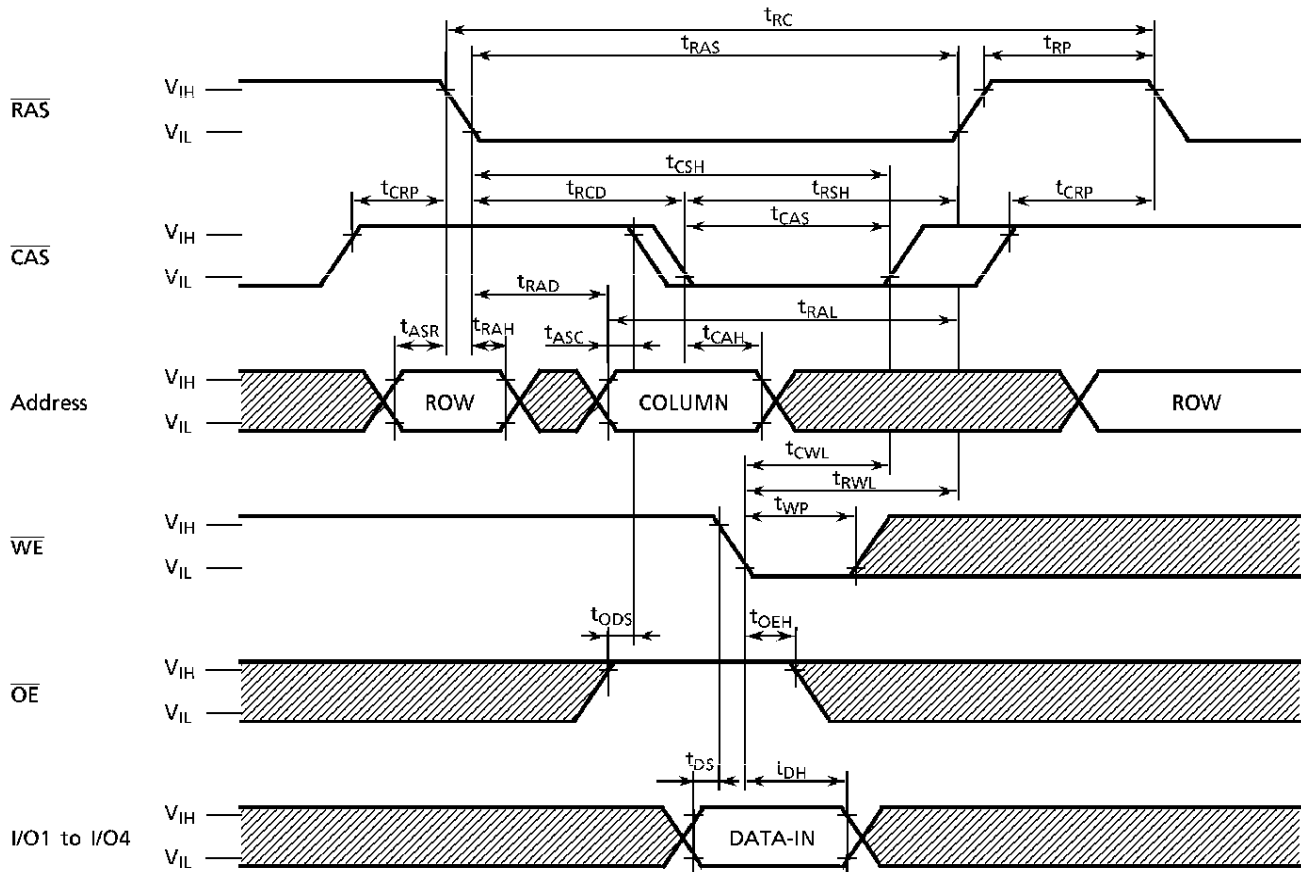 tRC
tRAS
tRP
RAS
VIH
VIL
tCSH
tCRP
tRCD
tRSH
tCRP
tCAS
CAS
VIH
VIL
tRAD
tRAL
tASR
tRAH
tASC
tCAH
Address
VIH
VIL
ROW
COLUMN
ROW
tCWL
tRWL
tWP
WE
VIH
VIL
tODS
tOEH
OE
VIH
VIL
tDS
iDH
I/O1 to I/O4
VIH
VIL
DATA-IN